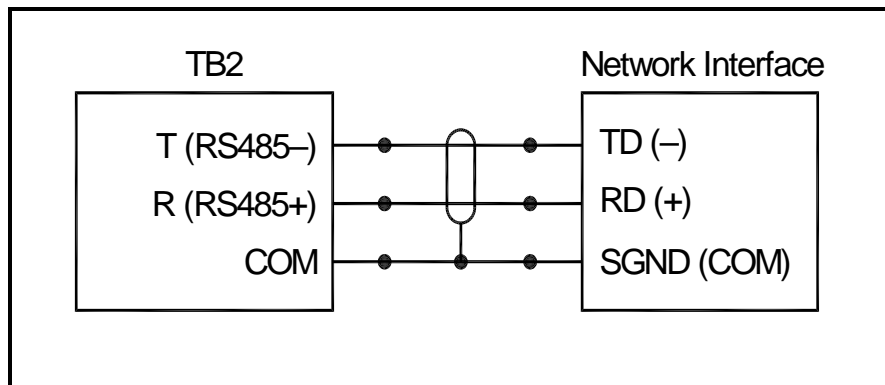 TB2
Network Interface
T (RS485–)
TD (–)
R (RS485+)
RD (+)
COM
SGND (COM)